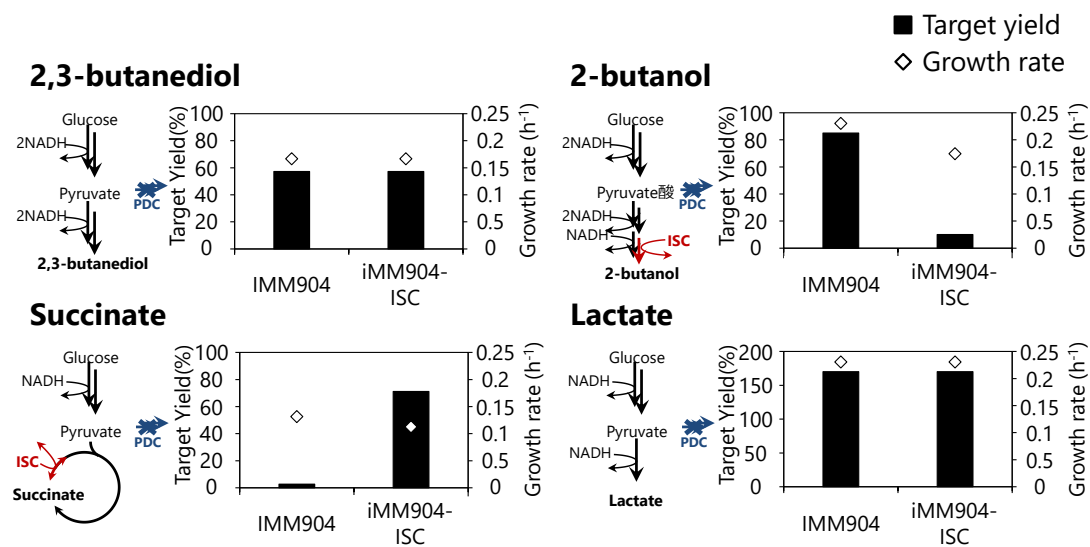 ■ Target yield
◇ Growth rate
2,3-butanediol
Glucose
2NADH
Pyruvate
PDC
2NADH
2,3-butanediol
Target Yield(%)
100
80
60
40
20
0
0.25
0.2
0.15
0.1
0.5
0
Growth rate (h-1)
IMM904
iMM904-
ISC
2-butanol
Glucose
2NADH
Pyruvate酸
PDC
2NADH
NADH
ISC
2-butanol
Target Yield(%)
100
80
60
40
20
0
0.25
0.2
0.15
0.1
0.5
0
Growth rate (h-1)
IMM904
iMM904-
ISC
Succinate
Glucose
NADH
Pyruvate
PDC
ISC
Succinate
Target Yield(%)
100
80
60
40
20
0
0.25
0.2
0.15
0.1
0.5
0
Growth rate (h-1)
IMM904
iMM904-
ISC
Lactate
Glucose
NADH
Pyruvate
PDC
NADH
Lactate
Target Yield(%)
200
150
100
50
0
0.25
0.2
0.15
0.1
0.5
0
Growth rate (h-1)
IMM904
iMM904-
ISC